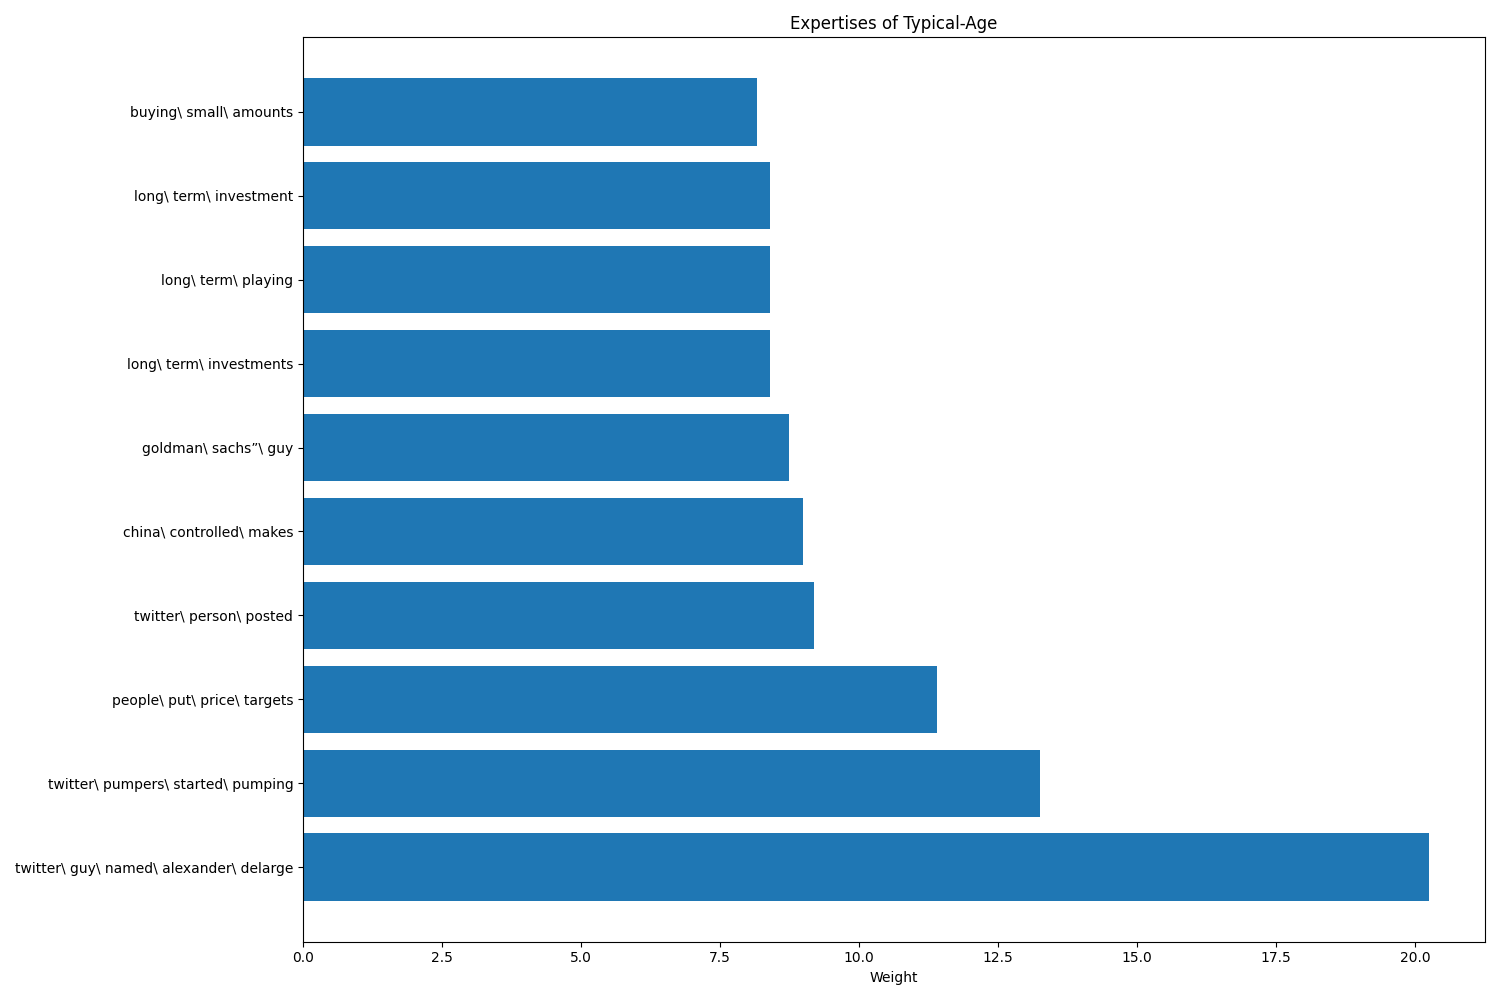 Expertises of Typical-Age
buying\ small\ amounts
long\ term\ investment
long\ term\ playing
long\ term\ investments
goldman\ sachs”\ guy
china\ controlled\ makes
twitter\ person\ posted
people\ put\ price\ targets
twitter\ pumpers\ started\ pumping
twitter\ guy\ named\ alexander\ delarge
0.0 2.5 5.0 7.5 10.0 12.5 15.0 17.5 20.0
Weight